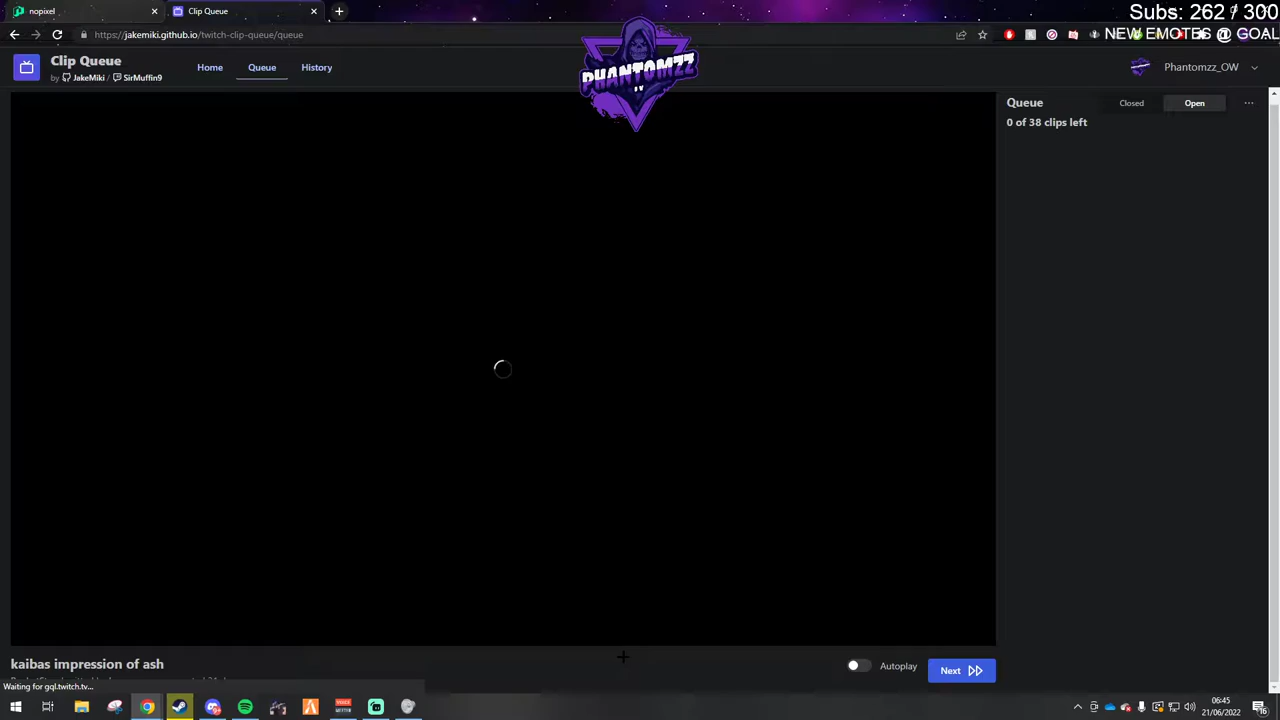 nopixel
Clip Queue
Subs: 262 / 300
https://jakemiki.github.io/twitch-clip-queue/queue
NEW EMOTES @ GOAL
Clip Queue
by JakeMiki / SirMuffin9
Home
Queue
History
PHANTOMZZ
OW
Phantomzz_OW
Queue
Closed
Open
0 of 38 clips left
kaibas impression of ash
Autoplay
Next
Waiting for gql.twitch.tv...
06:45
21/06/2022